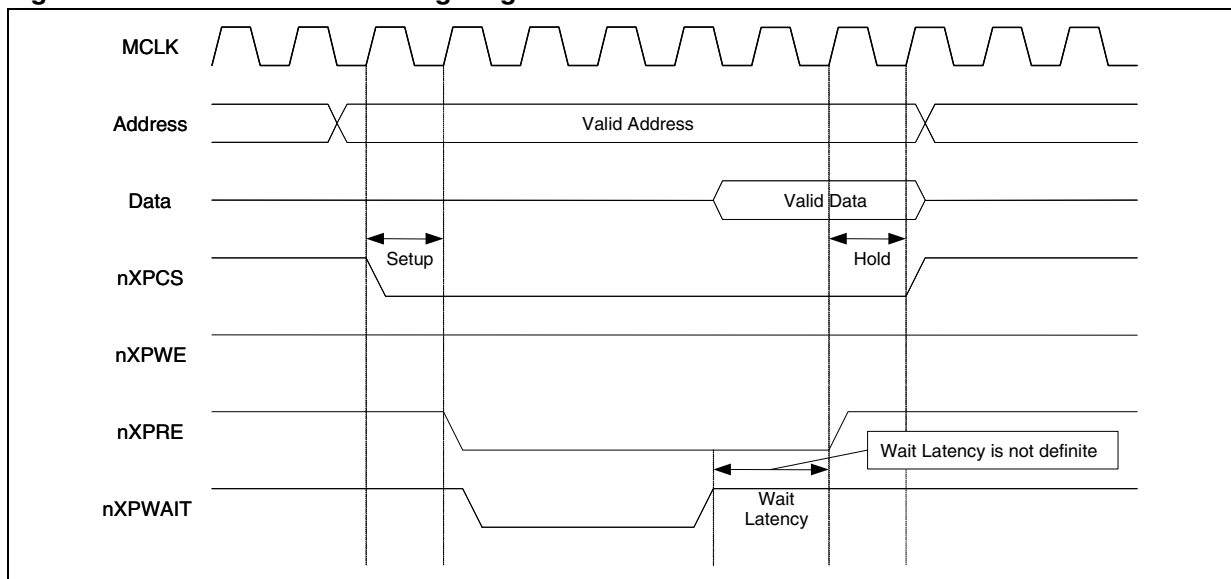 MCLK
Address
Valid Address
Data
Valid Data
Setup
Hold
nXPCS
nXPWE
nXPRE
Wait Latency is not definite
nXPWAIT
Wait
Latency